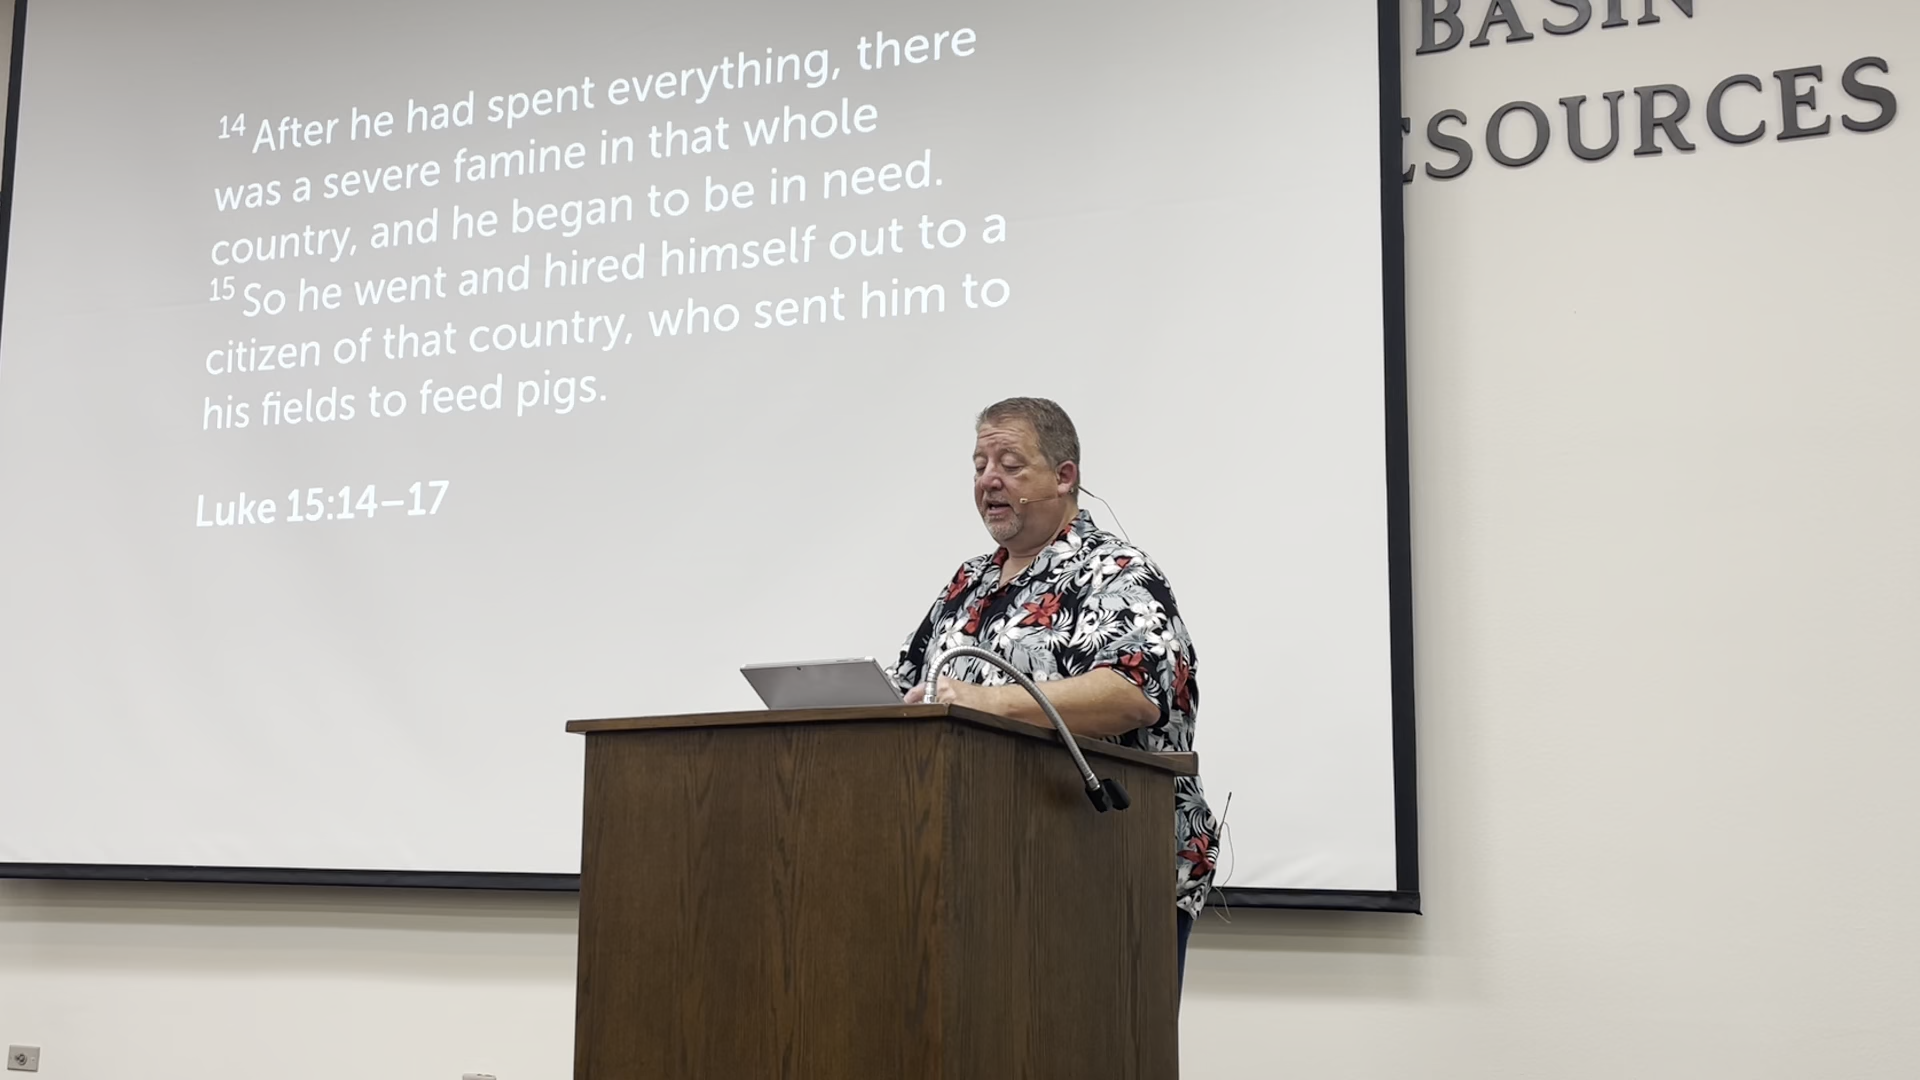 14 After he had spent everything, there
was a severe famine in that whole
country, and he began to be in need.
15 So he went and hired himself out to a
citizen of that country, who sent him to
his fields to feed pigs.
Luke 15:14–17
BASIN
ESOURCES